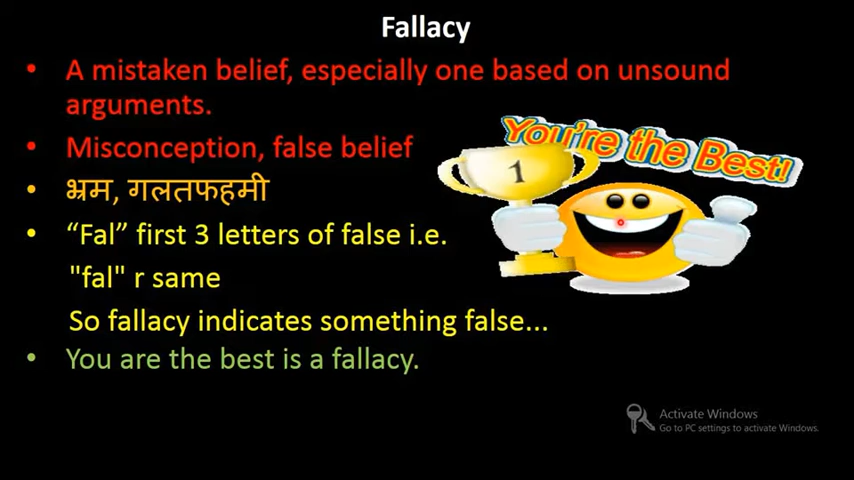 Fallacy
• A mistaken belief, especially one based on unsound
arguments.
• Misconception, false belief
• भ्रम, गलतफहमी
• “Fal” first 3 letters of false i.e.
"fal" r same
So fallacy indicates something false...
• You are the best is a fallacy.
You're the Best!
1
Activate Windows
Go to PC settings to activate Windows.